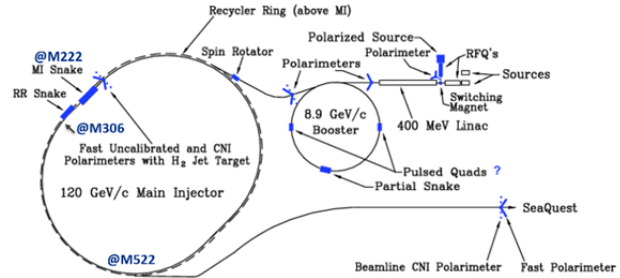 Recycler Ring (above MI)
@M222
MI Snake
RR Snake
@M306
Spin Rotator
Polarized Source
Polarimeter
RFQ's
Polarimeters
Sources
Switching
Magnet
8.9 GeV/c
Booster
400 MeV Linac
Fast Uncalibrated and CNI
Polarimeters with H₂ Jet Target
Pulsed Quads ?
Partial Snake
120 GeV/c Main Injector
SeaQuest
@M522
Beamline CNI Polarimeter
Fast Polarimeter